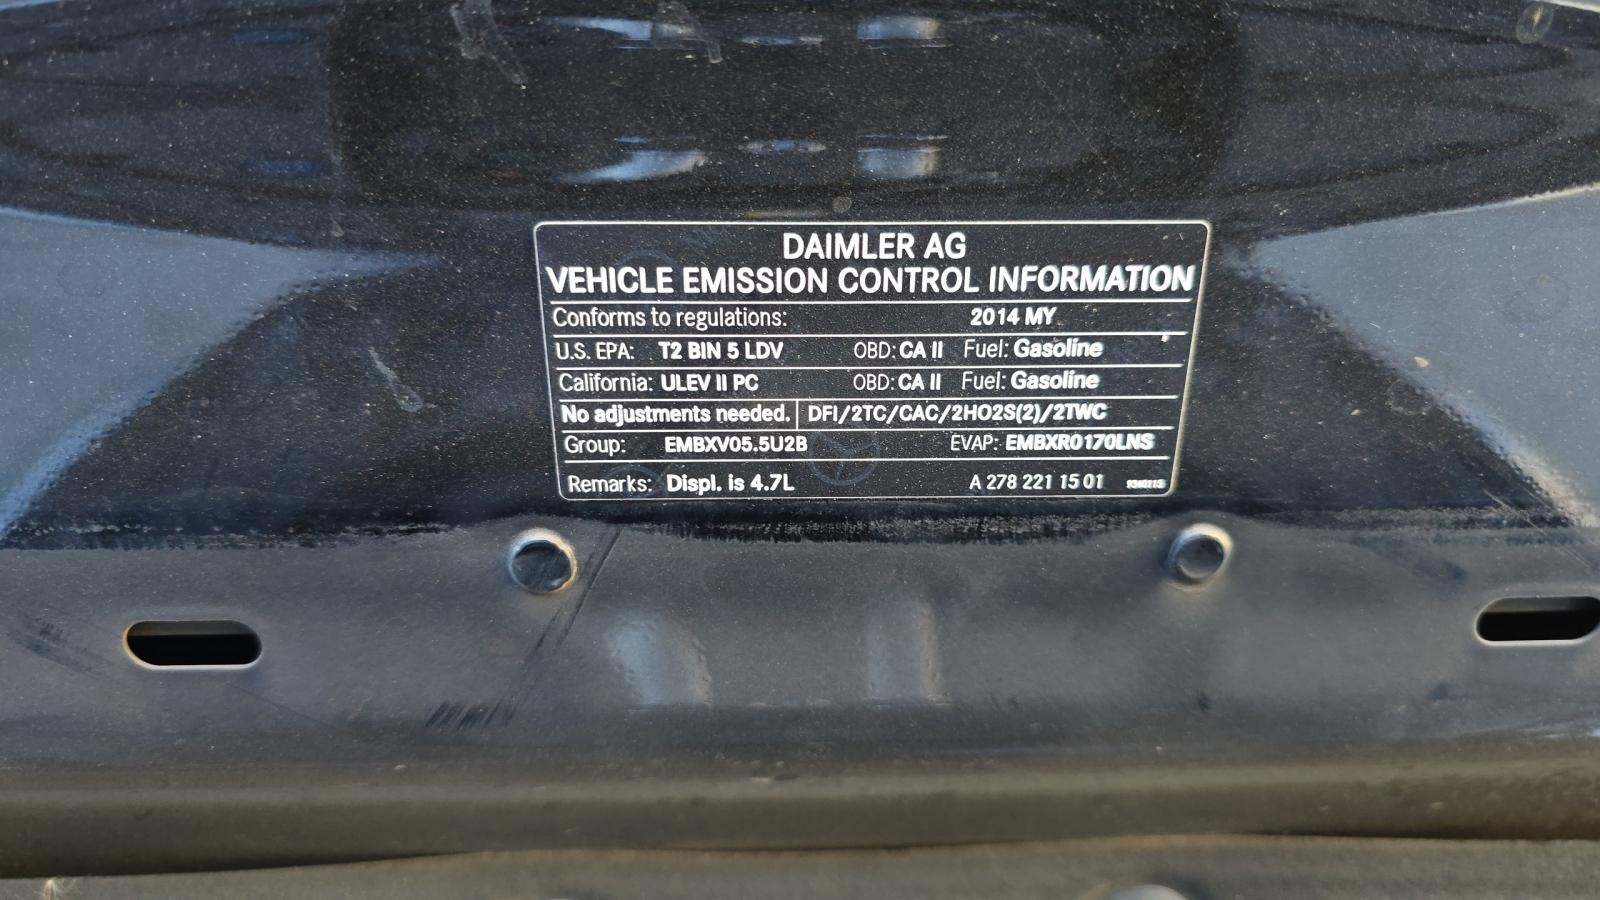 DAIMLER AG
VEHICLE EMISSION CONTROL INFORMATION
Conforms to regulations: 2014 MY
U.S. EPA: T2 BIN 5 LDV OBD: CA II Fuel: Gasoline
California: ULEV II PC OBD: CA II Fuel: Gasoline
No adjustments needed. DFI/2TC/CAC/2HO2S(2)/2TWC
Group: EMBXV05.5U2B EVAP: EMBXR0170LNS
Remarks: Displ. is 4.7L A 278 221 15 01